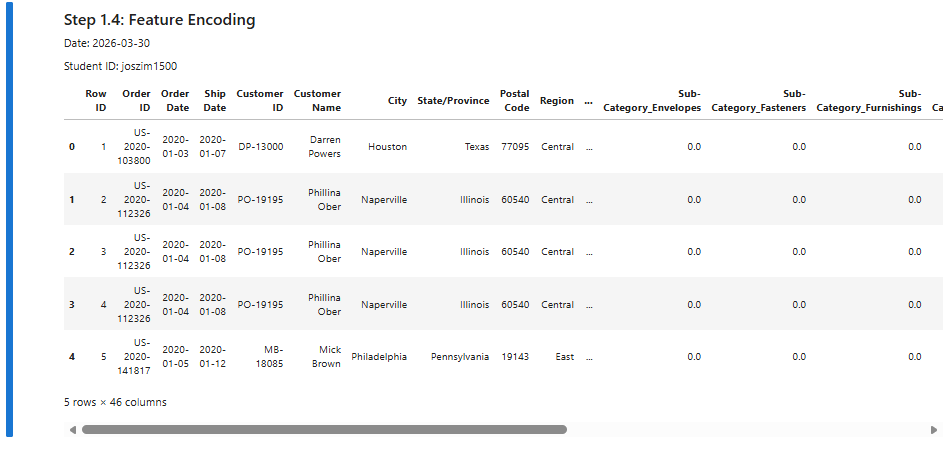 Step 1.4: Feature Encoding
Date: 2026-03-30
Student ID: joszim1500
Row ID Order ID Order Date Ship Date Customer ID Customer Name City State/Province Postal Code Region ... Sub-Category_Envelopes Sub-Category_Fasteners Sub-Category_Furnishings Ca
0 1 US-2020-103800 2020-01-03 2020-01-07 DP-13000 Darren Powers Houston Texas 77095 Central ... 0.0 0.0 0.0
1 2 US-2020-112326 2020-01-04 2020-01-08 PO-19195 Phillina Ober Naperville Illinois 60540 Central ... 0.0 0.0 0.0
2 3 US-2020-112326 2020-01-04 2020-01-08 PO-19195 Phillina Ober Naperville Illinois 60540 Central ... 0.0 0.0 0.0
3 4 US-2020-112326 2020-01-04 2020-01-08 PO-19195 Phillina Ober Naperville Illinois 60540 Central ... 0.0 0.0 0.0
4 5 US-2020-141817 2020-01-05 2020-01-12 MB-18085 Mick Brown Philadelphia Pennsylvania 19143 East ... 0.0 0.0 0.0
5 rows × 46 columns